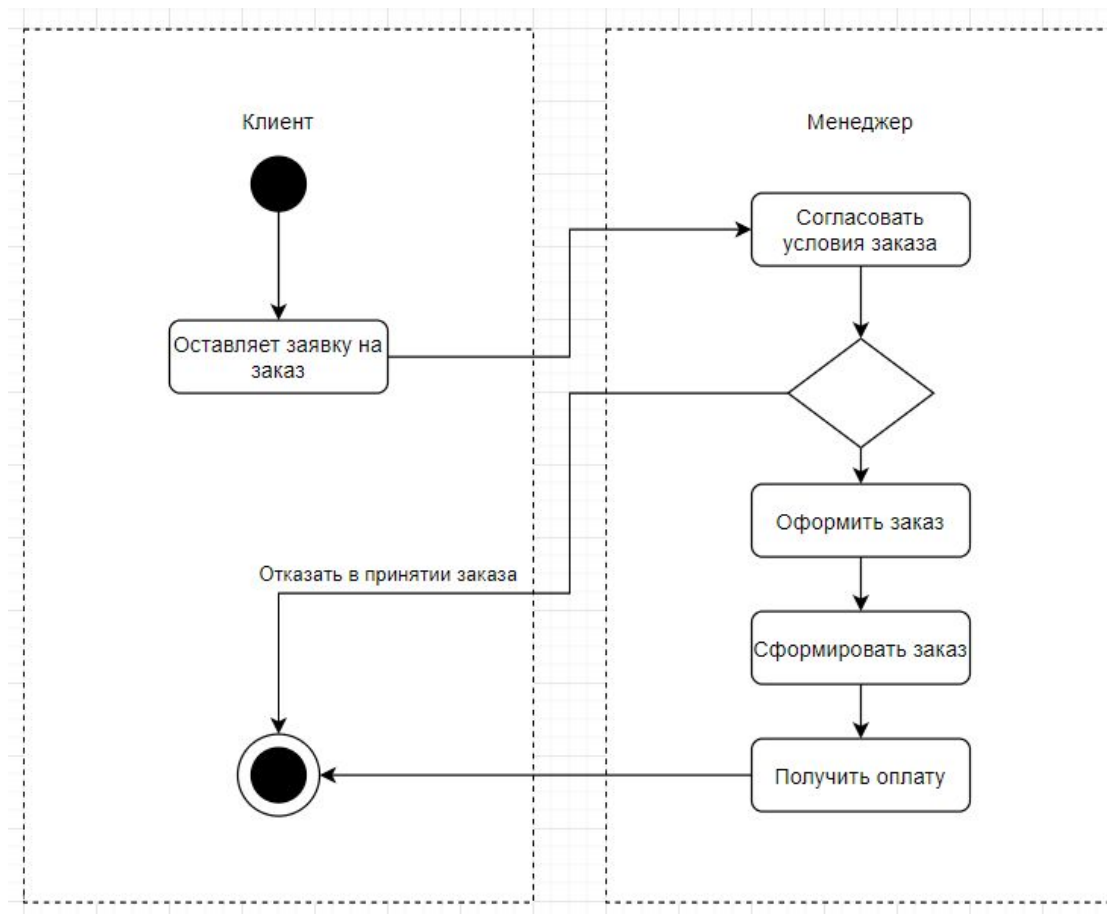 Клиент
Менеджер
Согласовать
условия заказа
Оставляет заявку на
заказ
Оформить заказ
Отказать в принятии заказа
Сформировать заказ
Получить оплату